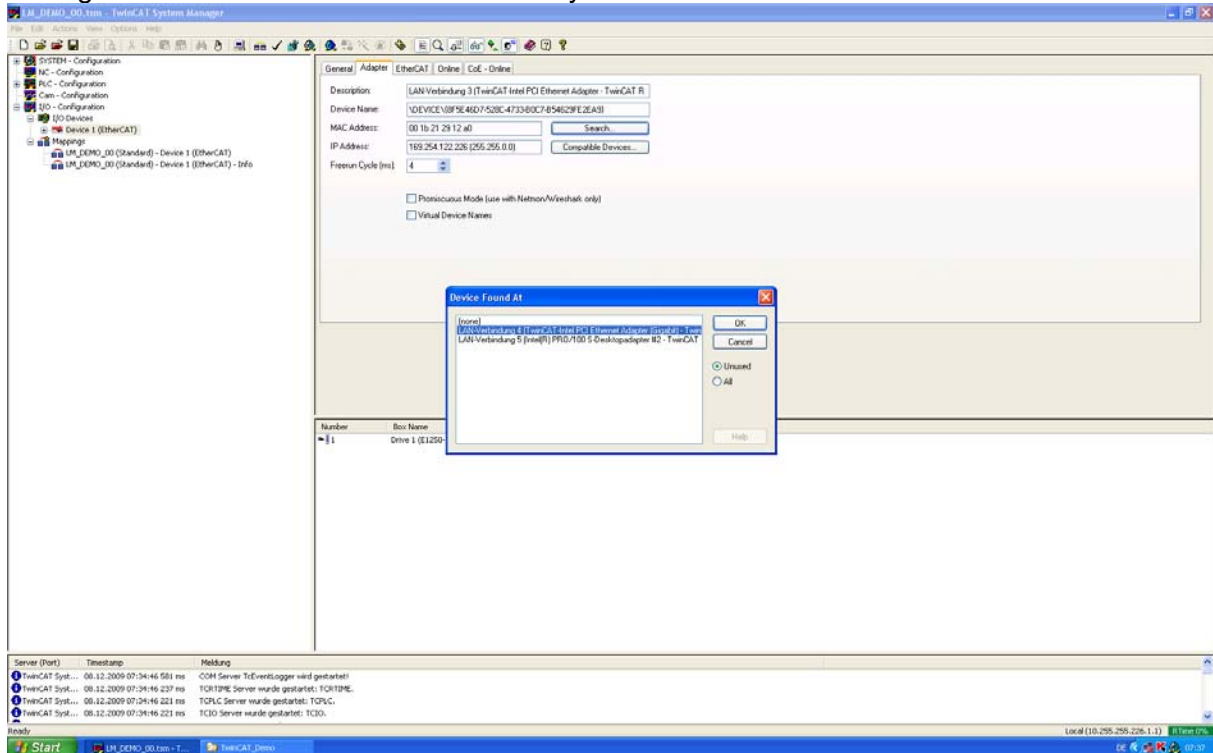 LM_DEMO_00.tsm - TwinCAT System Manager
File Edit Actions View Options Help
SYSTEM - Configuration
NC - Configuration
PLC - Configuration
Cam - Configuration
I/O - Configuration
I/O Devices
Device 1 (EtherCAT)
Mappings
LM_DEMO_00 (Standard) - Device 1 (EtherCAT)
LM_DEMO_00 (Standard) - Device 1 (EtherCAT) - Info
General Adapter EtherCAT Online CoE - Online
Description: LAN-Verbindung 3 (TwinCAT-Intel PCI Ethernet Adapter - TwinCAT R
Device Name:
MAC Address: 00 1b 21 29 12 a0 Search...
IP Address: 169.254.122.226 (255.255.0.0) Compatible Devices...
Freerun Cycle (ms): 4
Promiscuous Mode (use with Netmon/Wireshark only)
Virtual Device Names
Device Found At
(none)
LAN-Verbindung 4 (TwinCAT-Intel PCI Ethernet Adapter (Gigabit) - Twin
LAN-Verbindung 5 (Intel(R) PRO/100 S-Desktopadapter #2 - TwinCAT
OK
Cancel
Unused
All
Help
Number Box Name
1 Drive 1 (E1250-
Server (Port) Timestamp Meldung
TwinCAT Syst... 08.12.2009 07:34:46 581 ms COM Server TcEventLogger wird gestartet!
TwinCAT Syst... 08.12.2009 07:34:46 237 ms TCRTIME Server wurde gestartet: TCRTIME.
TwinCAT Syst... 08.12.2009 07:34:46 221 ms TCPLC Server wurde gestartet: TCPLC.
TwinCAT Syst... 08.12.2009 07:34:46 221 ms TCIO Server wurde gestartet: TCIO.
Ready Local (10.255.255.226.1.1) RTime 0%
Start LM_DEMO_00.tsm - T... TwinCAT_Demo DE 07:37